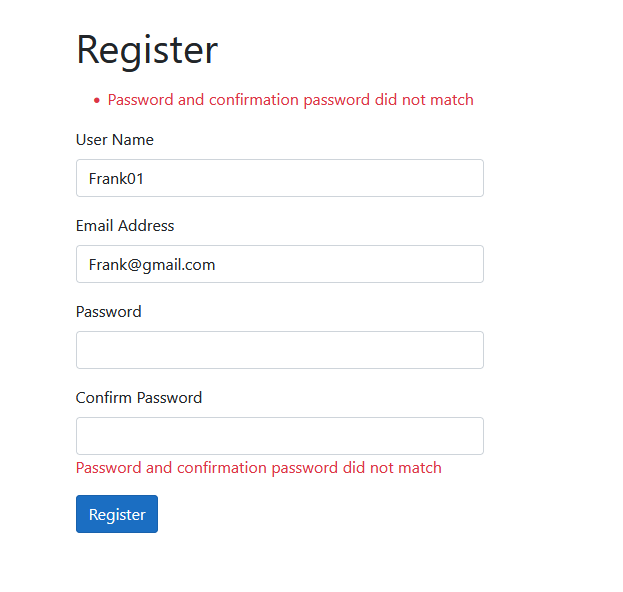 Register
• Password and confirmation password did not match
User Name
Frank01
Email Address
Frank@gmail.com
Password
Confirm Password
Password and confirmation password did not match
Register